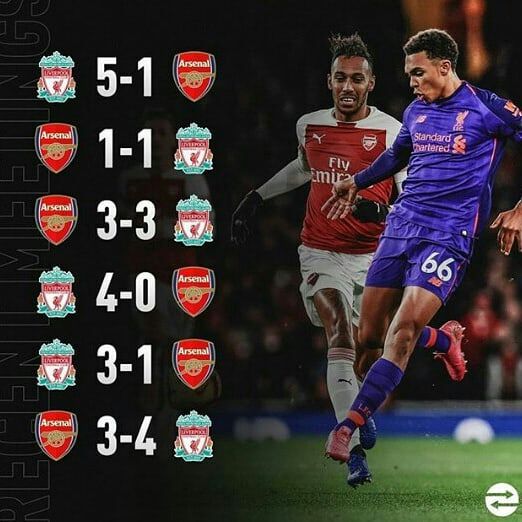 RECENT MEETINGS
LIVERPOOL 5-1 Arsenal
Arsenal 1-1 LIVERPOOL
Arsenal 3-3 LIVERPOOL
LIVERPOOL 4-0 Arsenal
LIVERPOOL 3-1 Arsenal
Arsenal 3-4 LIVERPOOL
Fly
Emirates
Standard
Chartered
66
66